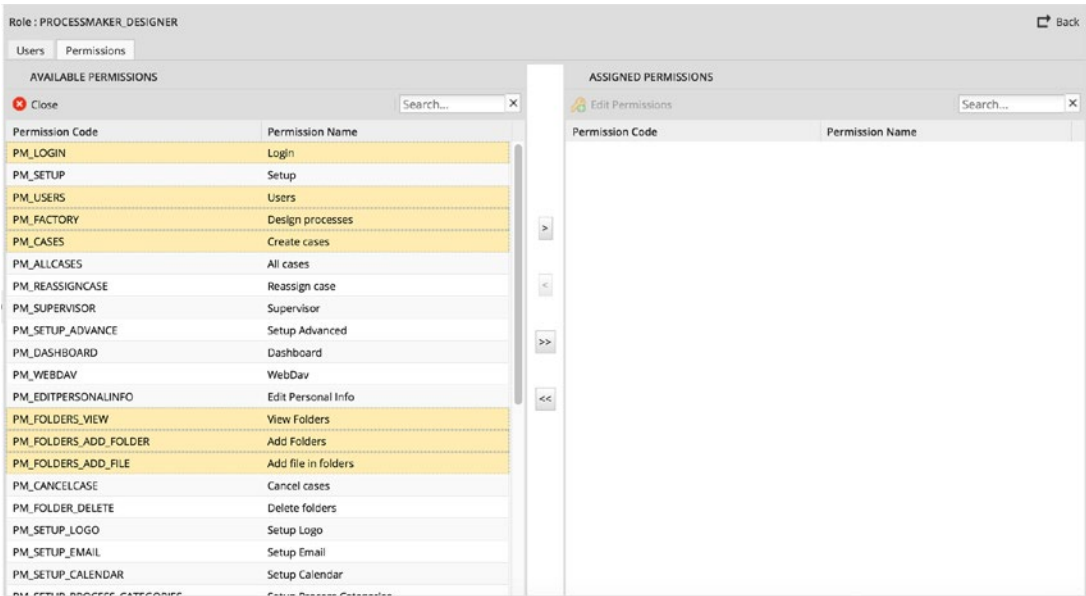 Role : PROCESSMAKER_DESIGNER
Back
Users Permissions
AVAILABLE PERMISSIONS
ASSIGNED PERMISSIONS
Close Search...
Edit Permissions Search...
Permission Code Permission Name
Permission Code Permission Name
PM_LOGIN Login
PM_SETUP Setup
PM_USERS Users
PM_FACTORY Design processes
PM_CASES Create cases
PM_ALLCASES All cases
PM_REASSIGNCASE Reassign case
PM_SUPERVISOR Supervisor
PM_SETUP_ADVANCE Setup Advanced
PM_DASHBOARD Dashboard
PM_WEBDAV WebDav
PM_EDITPERSONALINFO Edit Personal Info
PM_FOLDERS_VIEW View Folders
PM_FOLDERS_ADD_FOLDER Add Folders
PM_FOLDERS_ADD_FILE Add file in folders
PM_CANCELCASE Cancel cases
PM_FOLDER_DELETE Delete folders
PM_SETUP_LOGO Setup Logo
PM_SETUP_EMAIL Setup Email
PM_SETUP_CALENDAR Setup Calendar
PM_SETUP_PROCESS_CATEGORIES Setup Process Categories
>
<
>>
<<